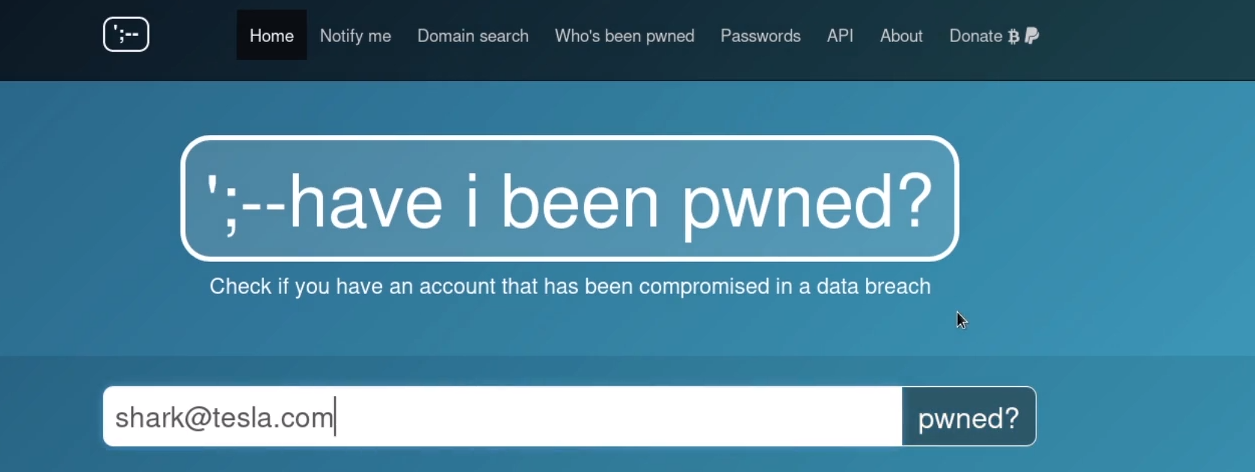 ';--
Home Notify me Domain search Who's been pwned Passwords API About Donate
';--have i been pwned?
Check if you have an account that has been compromised in a data breach
shark@tesla.com
pwned?